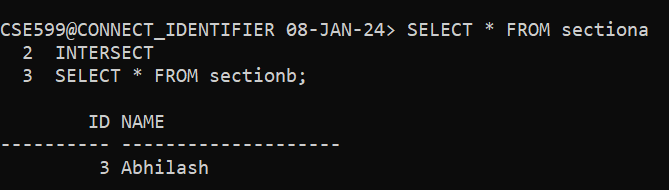 CSE599@CONNECT_IDENTIFIER 08-JAN-24> SELECT * FROM sectiona
  2  INTERSECT
  3  SELECT * FROM sectionb;

        ID NAME
---------- --------------------
         3 Abhilash